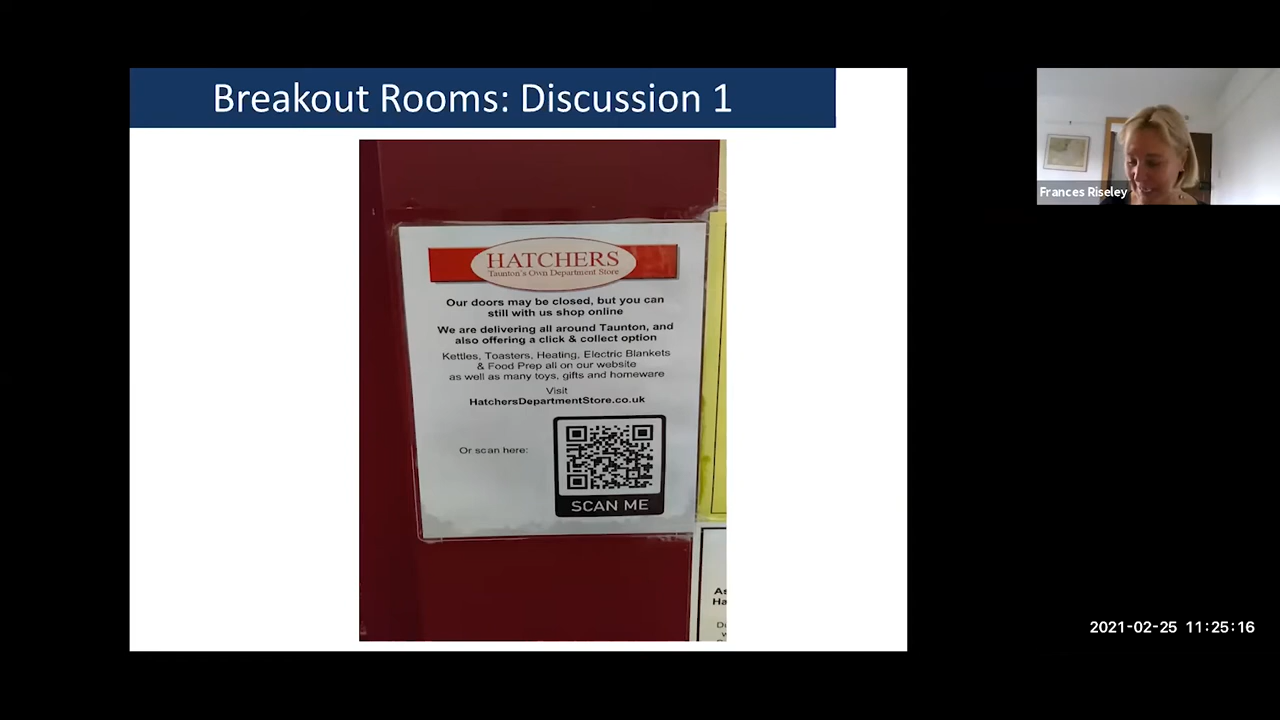 Breakout Rooms: Discussion 1
HATCHERS
Taunton's Own Department Store
Our doors may be closed, but you can
still with us shop online
We are delivering all around Taunton, and
also offering a click & collect option
Kettles, Toasters, Heating, Electric Blankets
& Food Prep all on our website
as well as many toys, gifts and homeware
Visit
HatchersDepartmentStore.co.uk
Or scan here:
SCAN ME
As
Ha
Frances Riseley
2021-02-25 11:25:16